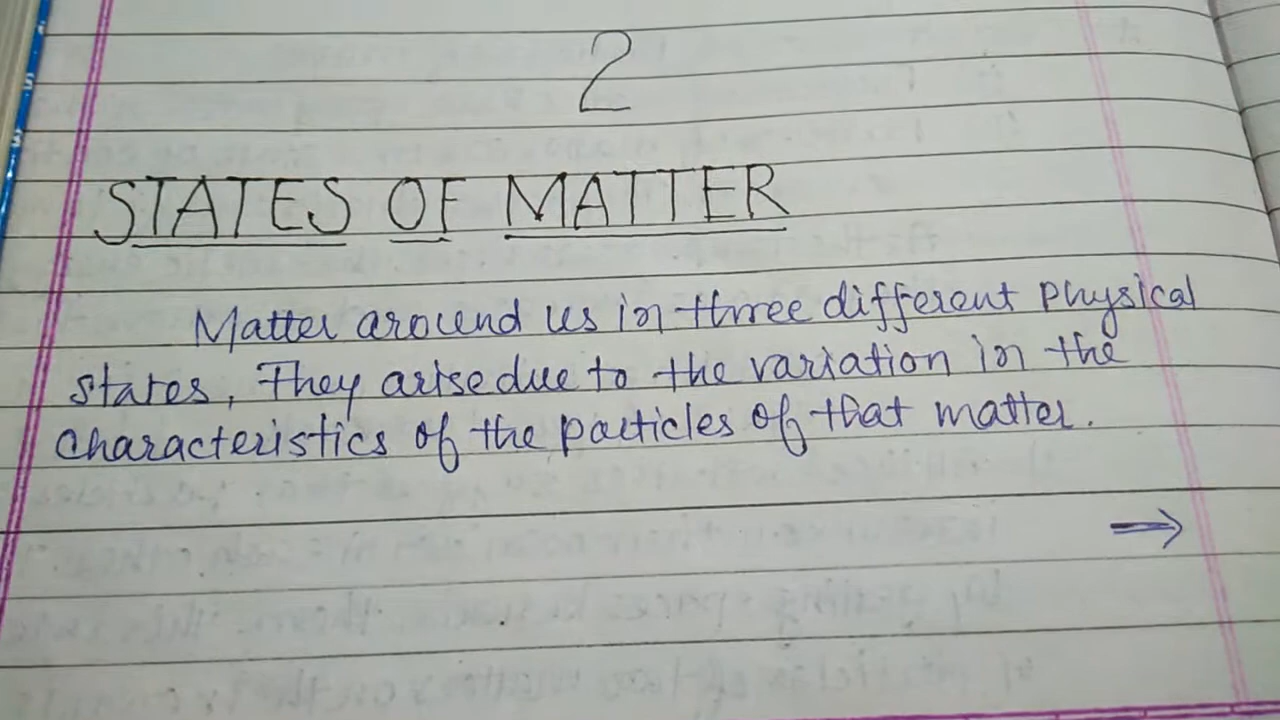 2
STATES OF MATTER
Matter around us in three different physical
states, They arise due to the variation in the
characteristics of the particles of that matter.
→